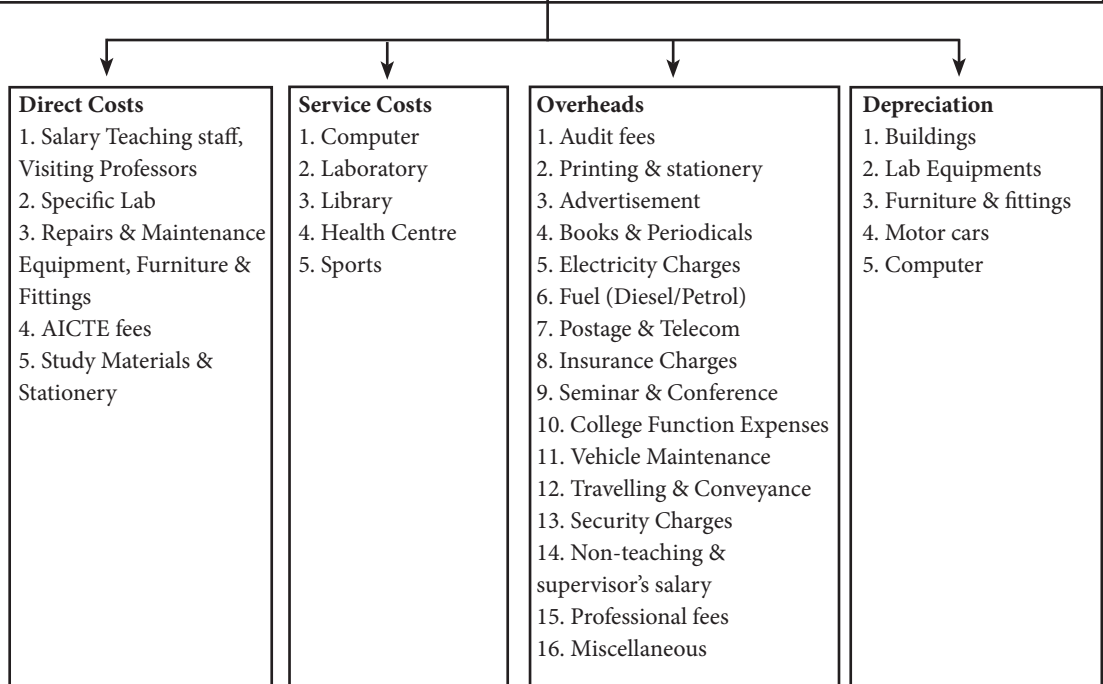 Direct Costs
1. Salary Teaching staff,
Visiting Professors
2. Specific Lab
3. Repairs & Maintenance
Equipment, Furniture &
Fittings
4. AICTE fees
5. Study Materials &
Stationery
Service Costs
1. Computer
2. Laboratory
3. Library
4. Health Centre
5. Sports
Overheads
1. Audit fees
2. Printing & stationery
3. Advertisement
4. Books & Periodicals
5. Electricity Charges
6. Fuel (Diesel/Petrol)
7. Postage & Telecom
8. Insurance Charges
9. Seminar & Conference
10. College Function Expenses
11. Vehicle Maintenance
12. Travelling & Conveyance
13. Security Charges
14. Non-teaching &
supervisor's salary
15. Professional fees
16. Miscellaneous
Depreciation
1. Buildings
2. Lab Equipments
3. Furniture & fittings
4. Motor cars
5. Computer